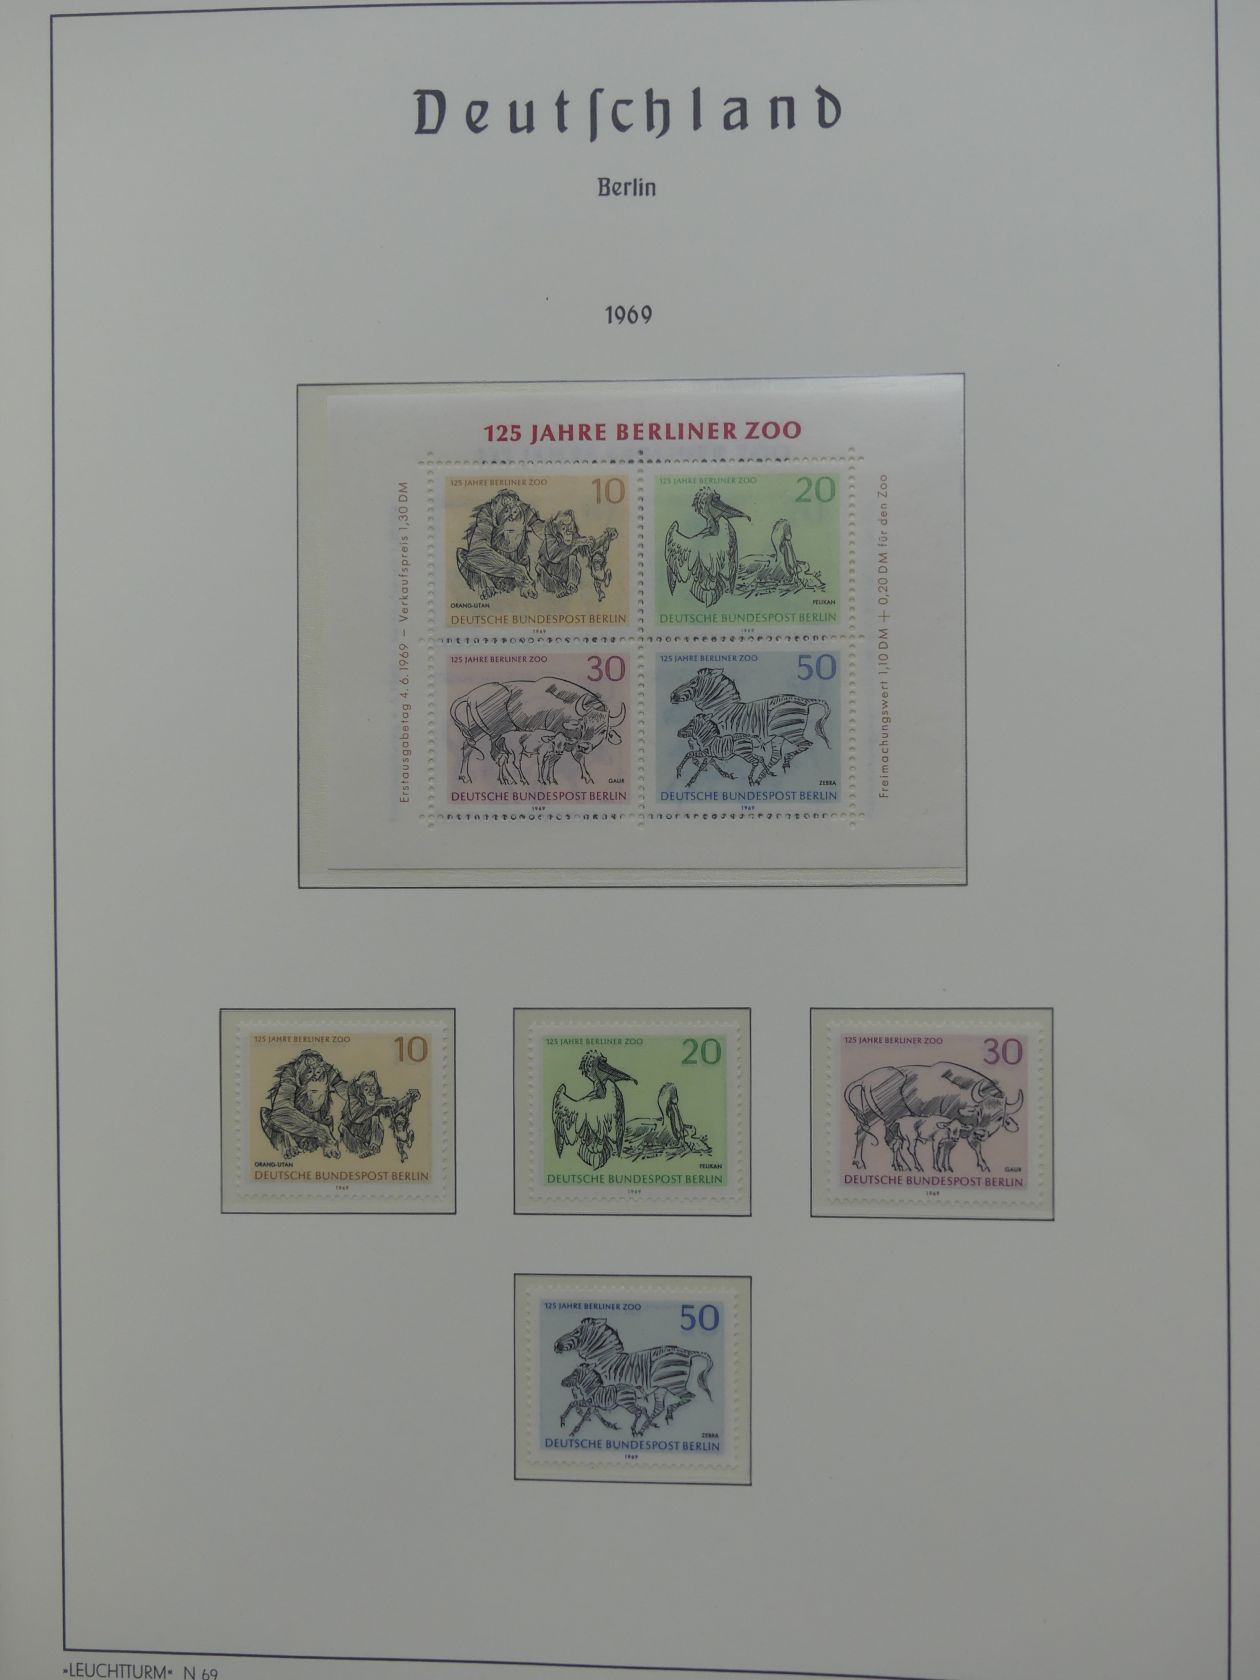 Deutſchland
Berlin
1969
125 JAHRE BERLINER ZOO
Erstausgabetag 4.6.1969 – Verkaufspreis 1,30 DM
125 JAHRE BERLINER ZOO 10
ORANG-UTAN
DEUTSCHE BUNDESPOST BERLIN
1969
125 JAHRE BERLINER ZOO 20
PELIKAN
DEUTSCHE BUNDESPOST BERLIN
1969
125 JAHRE BERLINER ZOO 30
GAUR
DEUTSCHE BUNDESPOST BERLIN
1969
125 JAHRE BERLINER ZOO 50
ZEBRA
DEUTSCHE BUNDESPOST BERLIN
1969
Freimachungswert 1,10 DM + 0,20 DM für den Zoo
125 JAHRE BERLINER ZOO 10
ORANG-UTAN
DEUTSCHE BUNDESPOST BERLIN
1969
125 JAHRE BERLINER ZOO 20
PELIKAN
DEUTSCHE BUNDESPOST BERLIN
1969
125 JAHRE BERLINER ZOO 30
GAUR
DEUTSCHE BUNDESPOST BERLIN
1969
125 JAHRE BERLINER ZOO 50
ZEBRA
DEUTSCHE BUNDESPOST BERLIN
1969
»LEUCHTTURM« N 69